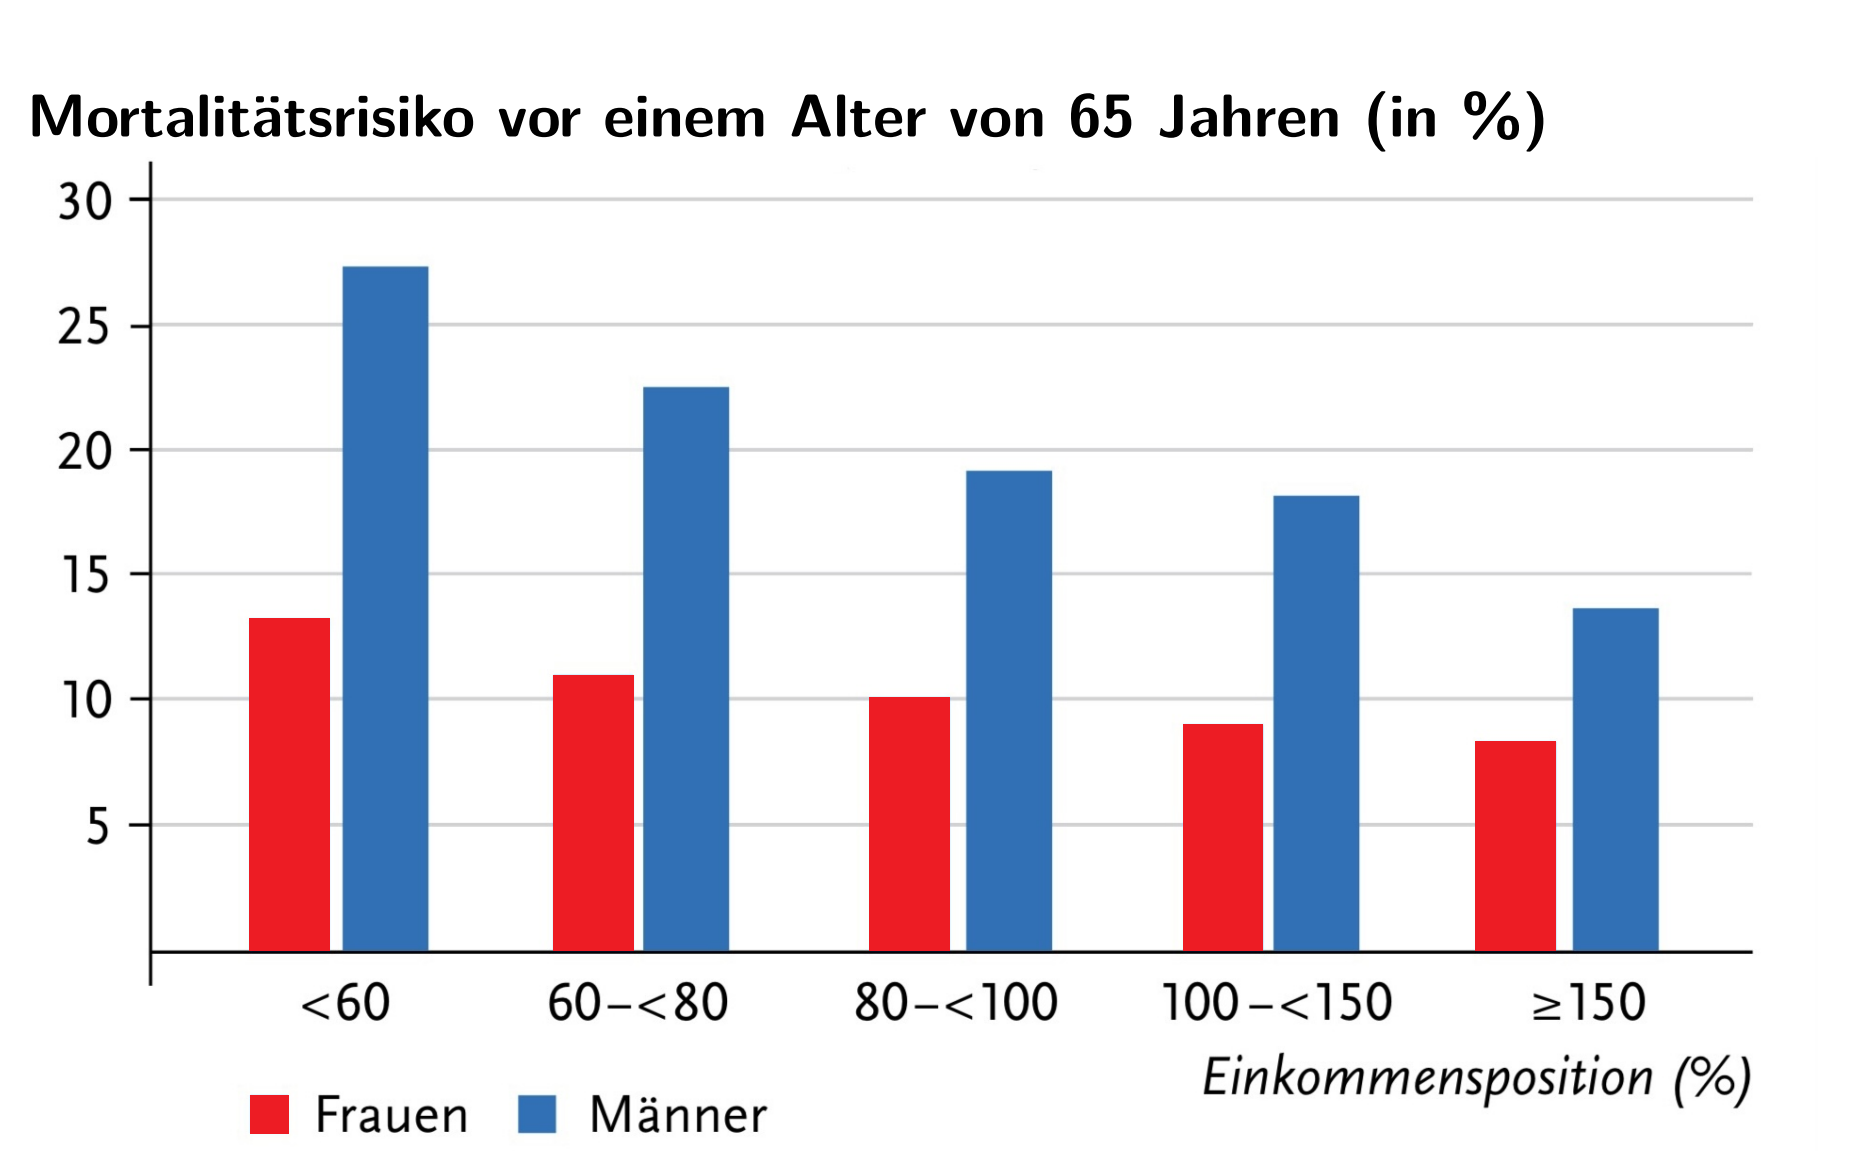 Mortalitätsrisiko vor einem Alter von 65 Jahren (in %)
30
25
20
15
10
5
<60 60–<80 80–<100 100–<150 ≥150
Einkommensposition (%)
Frauen Männer